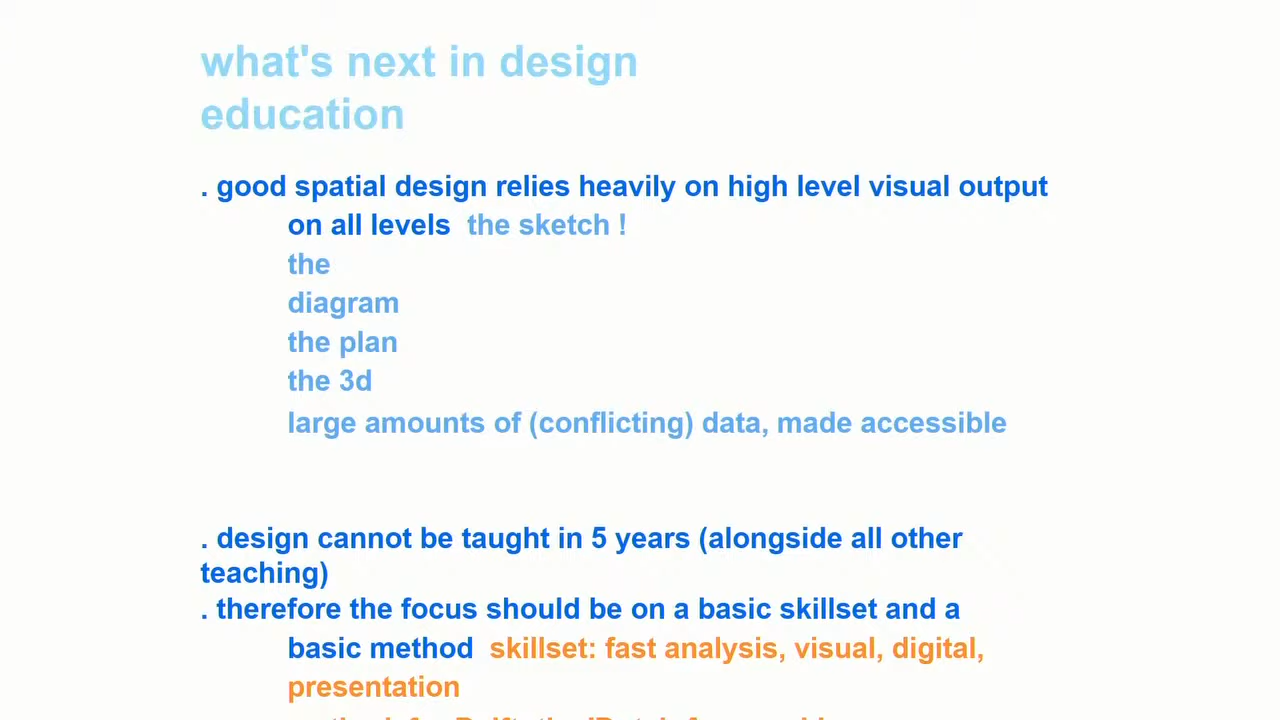 what's next in design
education
. good spatial design relies heavily on high level visual output
on all levels the sketch !
the
diagram
the plan
the 3d
large amounts of (conflicting) data, made accessible
. design cannot be taught in 5 years (alongside all other
teaching)
. therefore the focus should be on a basic skillset and a
basic method skillset: fast analysis, visual, digital,
presentation